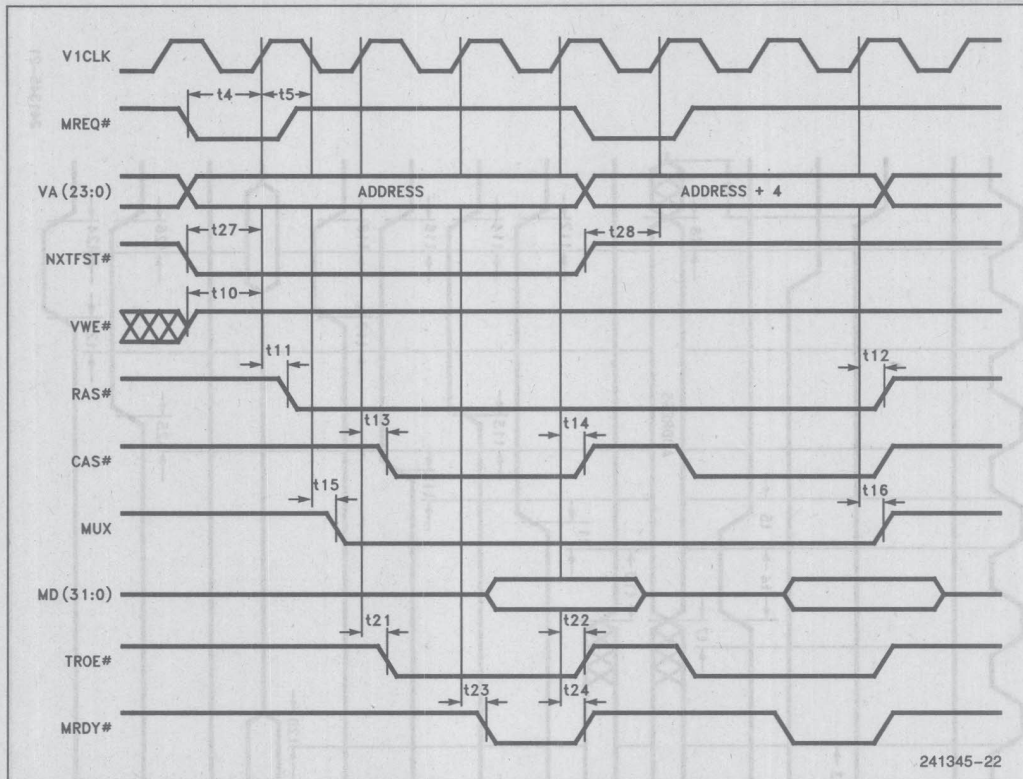 V1CLK
t4
t5
MREQ#
VA (23:0)
ADDRESS
ADDRESS + 4
t27
t28
NXTFST#
t10
VWE#
t11
t12
RAS#
t13
t14
CAS#
t15
t16
MUX
MD (31:0)
t21
t22
TROE#
t23
t24
MRDY#
241345-22